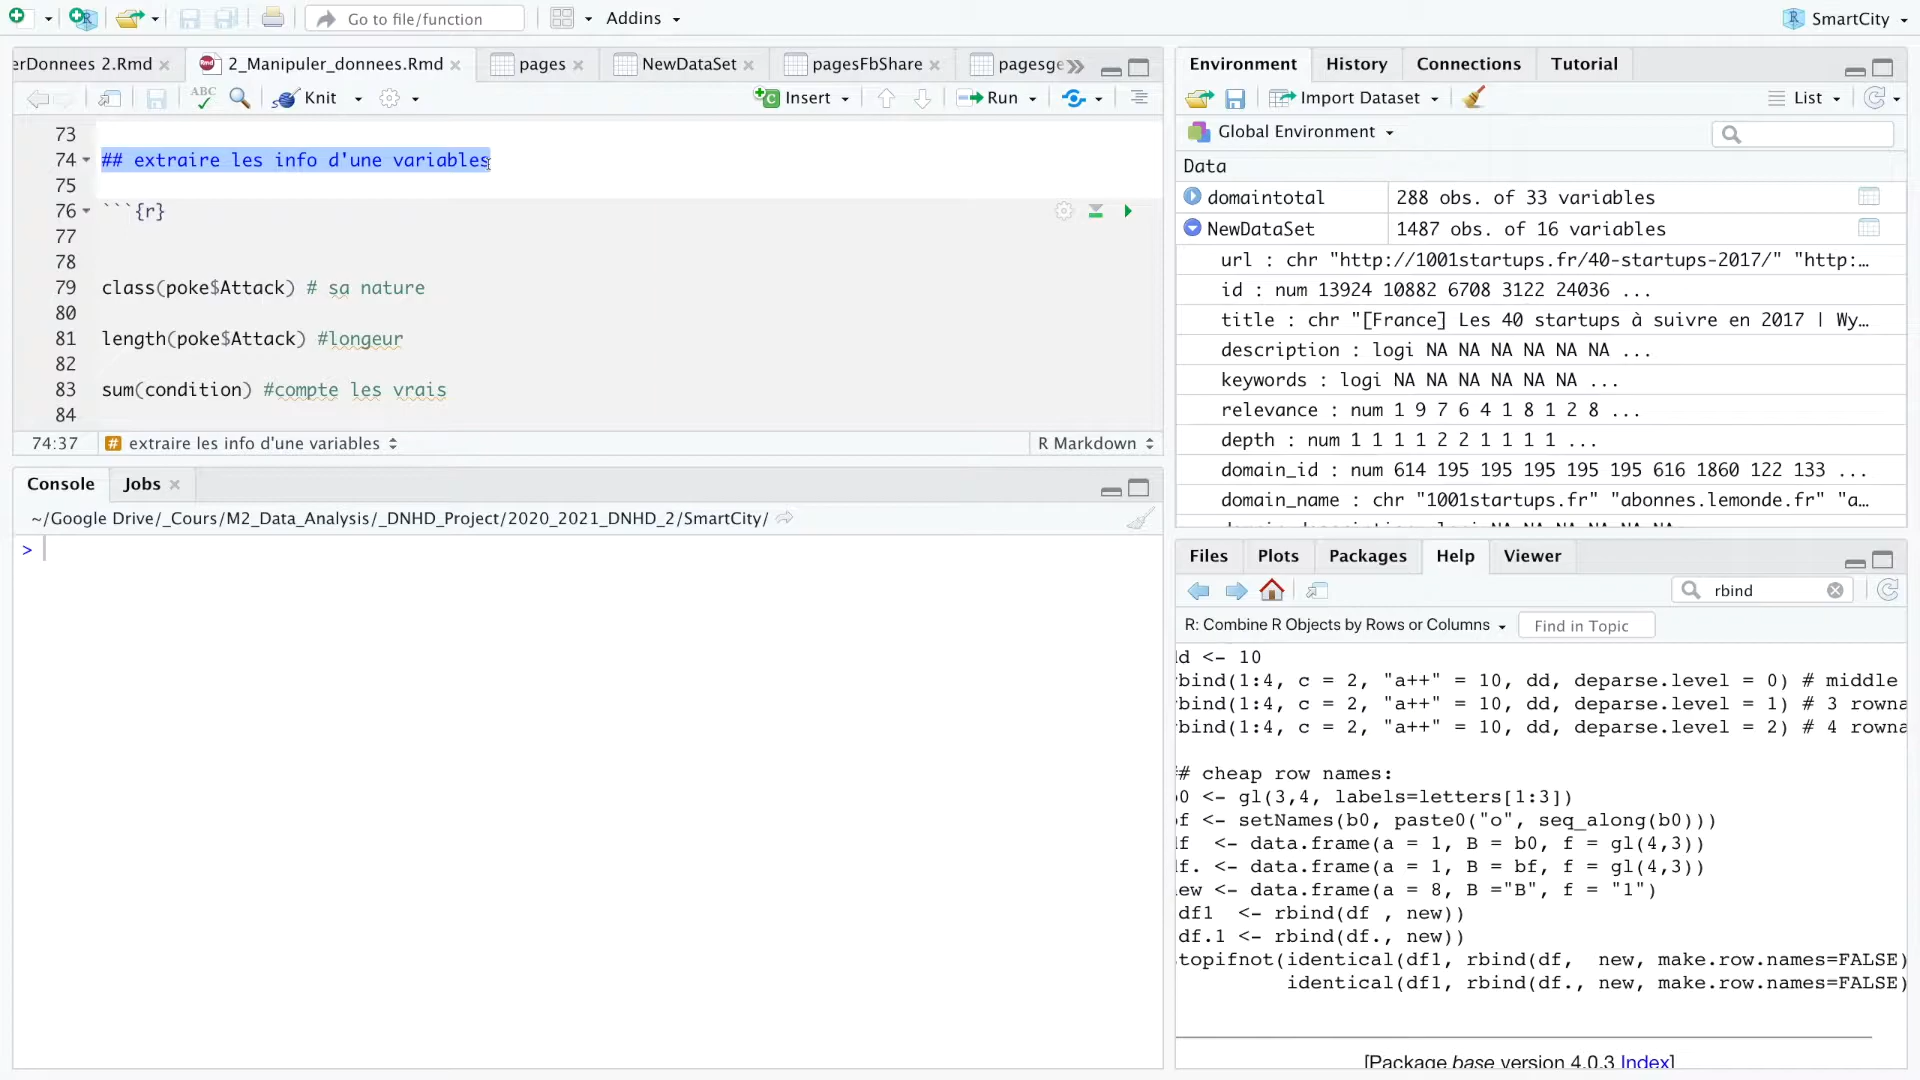 Go to file/function
Addins
SmartCity
erDonnees 2.Rmd
2_Manipuler_donnees.Rmd
pages
NewDataSet
pagesFbShare
pagesge
ABC
Knit
Insert
Run
73
74 ## extraire les info d'une variables
75
76 ```{r}
77
78
79 class(poke$Attack) # sa nature
80
81 length(poke$Attack) #longeur
82
83 sum(condition) #compte les vrais
84
74:37 # extraire les info d'une variables
R Markdown
Console
Jobs
~/Google Drive/_Cours/M2_Data_Analysis/_DNHD_Project/2020_2021_DNHD_2/SmartCity/
>
Environment
History
Connections
Tutorial
Import Dataset
List
Global Environment
Data
domaintotal 288 obs. of 33 variables
NewDataSet 1487 obs. of 16 variables
url : chr "http://1001startups.fr/40-startups-2017/" "http:…
id : num 13924 10882 6708 3122 24036 ...
title : chr "[France] Les 40 startups à suivre en 2017 | Wy…
description : logi NA NA NA NA NA NA ...
keywords : logi NA NA NA NA NA NA ...
relevance : num 1 9 7 6 4 1 8 1 2 8 ...
depth : num 1 1 1 1 2 2 1 1 1 1 ...
domain_id : num 614 195 195 195 195 195 616 1860 122 133 ...
domain_name : chr "1001startups.fr" "abonnes.lemonde.fr" "a…
Files
Plots
Packages
Help
Viewer
rbind
R: Combine R Objects by Rows or Columns
Find in Topic
dd <- 10
rbind(1:4, c = 2, "a++" = 10, dd, deparse.level = 0) # middle
rbind(1:4, c = 2, "a++" = 10, dd, deparse.level = 1) # 3 rowna
rbind(1:4, c = 2, "a++" = 10, dd, deparse.level = 2) # 4 rowna
## cheap row names:
b0 <- gl(3,4, labels=letters[1:3])
bf <- setNames(b0, paste0("o", seq_along(b0)))
df <- data.frame(a = 1, B = b0, f = gl(4,3))
df. <- data.frame(a = 1, B = bf, f = gl(4,3))
new <- data.frame(a = 8, B ="B", f = "1")
df1 <- rbind(df , new))
df.1 <- rbind(df., new))
stopifnot(identical(df1, rbind(df, new, make.row.names=FALSE)
identical(df1, rbind(df., new, make.row.names=FALSE)
[Package base version 4.0.3 Index]